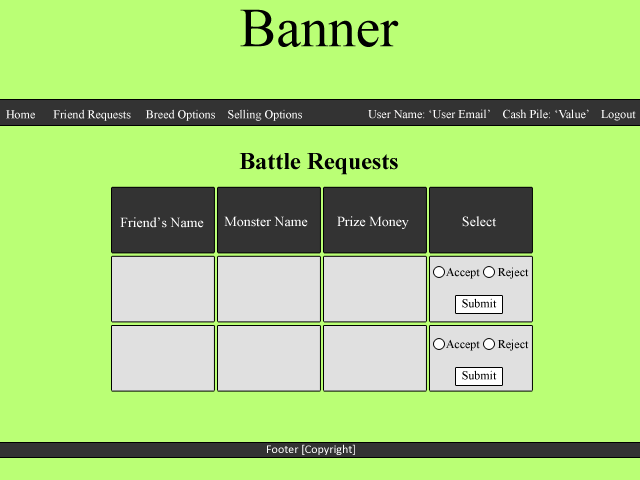 Banner
Home Friend Requests Breed Options Selling Options User Name: ‘User Email’ Cash Pile: ‘Value’ Logout
Battle Requests
Friend’s Name Monster Name Prize Money Select
Accept Reject
Submit
Accept Reject
Submit
Footer [Copyright]